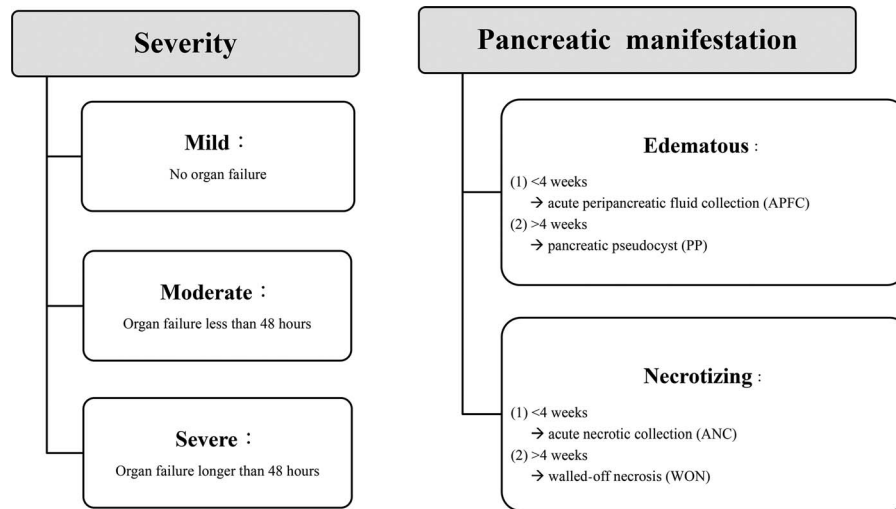 Severity
Mild：
No organ failure
Moderate：
Organ failure less than 48 hours
Severe：
Organ failure longer than 48 hours
Pancreatic manifestation
Edematous：
(1) <4 weeks
→ acute peripancreatic fluid collection (APFC)
(2) >4 weeks
→ pancreatic pseudocyst (PP)
Necrotizing：
(1) <4 weeks
→ acute necrotic collection (ANC)
(2) >4 weeks
→ walled-off necrosis (WON)